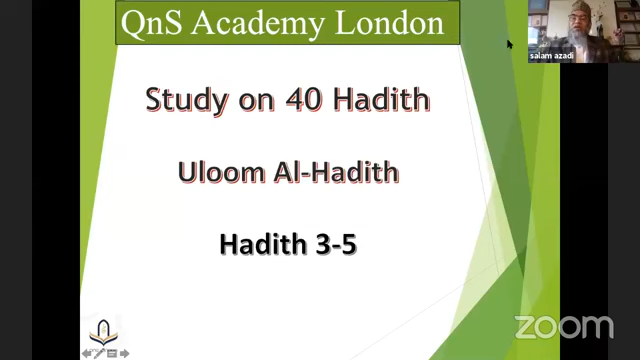 QnS Academy London
salam azadi
Study on 40 Hadith
Uloom Al-Hadith
Hadith 3-5
zoom